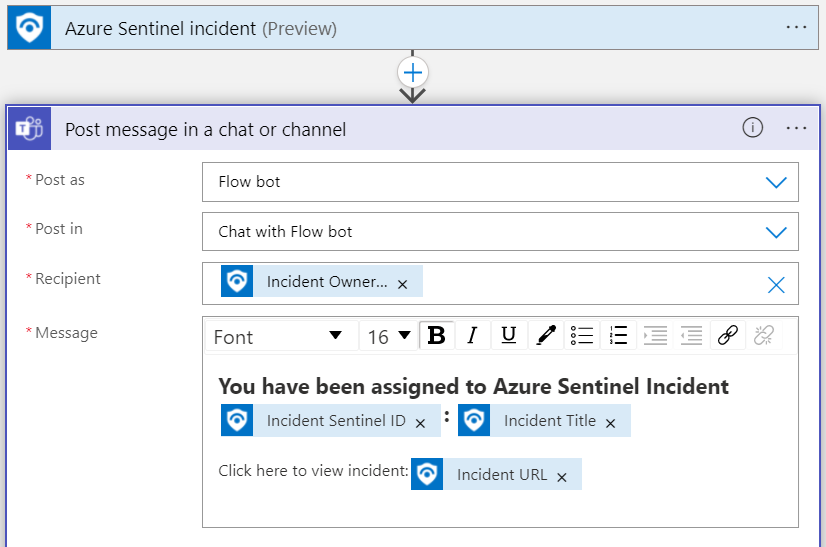 Azure Sentinel incident (Preview)
Post message in a chat or channel
* Post as
Flow bot
* Post in
Chat with Flow bot
* Recipient
Incident Owner...
* Message
Font 16 B I U
You have been assigned to Azure Sentinel Incident
Incident Sentinel ID : Incident Title
Click here to view incident: Incident URL